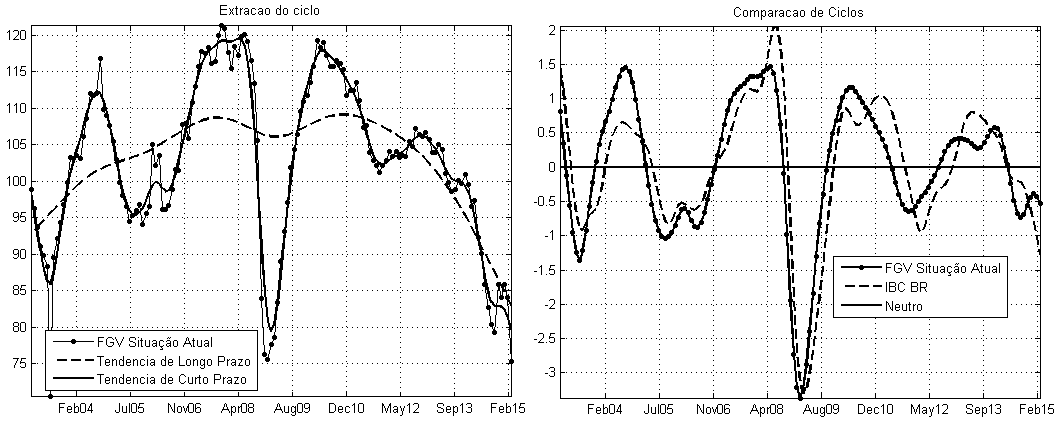 Extracao do ciclo
120
115
110
105
100
95
90
85
80
75
FGV Situação Atual
Tendencia de Longo Prazo
Tendencia de Curto Prazo
Feb04 Jul05 Nov06 Apr08 Aug09 Dec10 May12 Sep13 Feb15
Comparacao de Ciclos
2
1.5
1
0.5
0
-0.5
-1
-1.5
-2
-2.5
-3
FGV Situação Atual
IBC BR
Neutro
Feb04 Jul05 Nov06 Apr08 Aug09 Dec10 May12 Sep13 Feb15